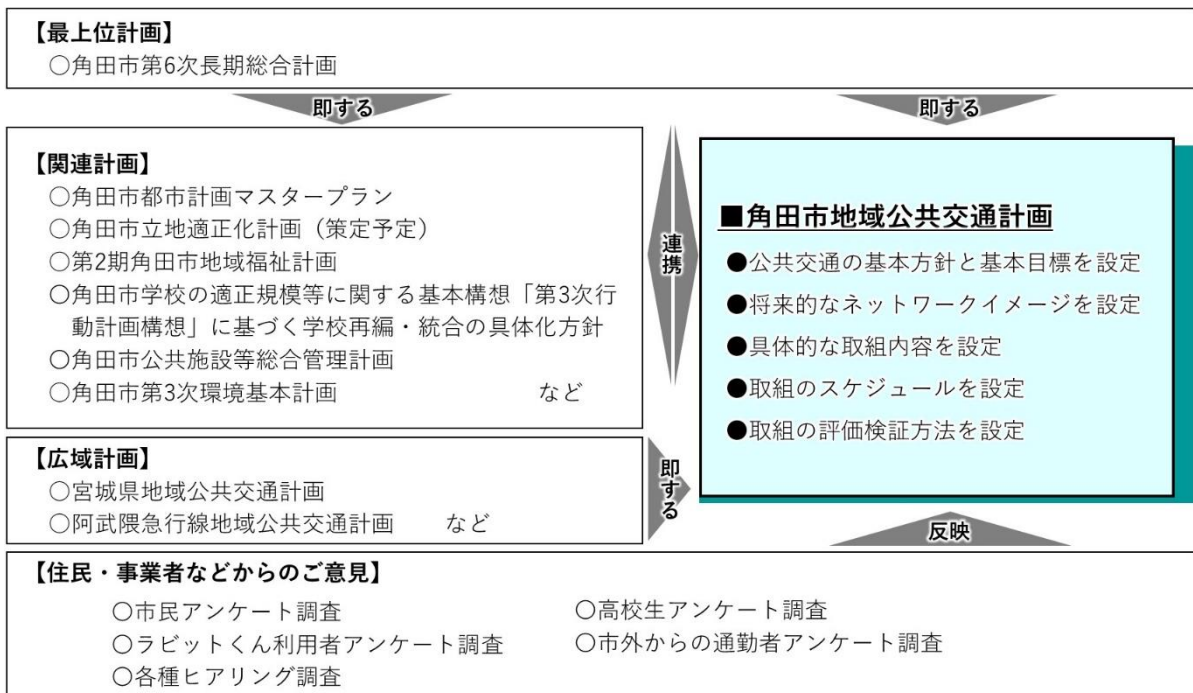 【最上位計画】
○角田市第6次長期総合計画
即する
即する
【関連計画】
○角田市都市計画マスタープラン
○角田市立地適正化計画（策定予定）
○第2期角田市地域福祉計画
○角田市学校の適正規模等に関する基本構想「第3次行
動計画構想」に基づく学校再編・統合の具体化方針
○角田市公共施設等総合管理計画
○角田市第3次環境基本計画 など
連携
■角田市地域公共交通計画
●公共交通の基本方針と基本目標を設定
●将来的なネットワークイメージを設定
●具体的な取組内容を設定
●取組のスケジュールを設定
●取組の評価検証方法を設定
【広域計画】
○宮城県地域公共交通計画
○阿武隈急行線地域公共交通計画 など
即する
反映
【住民・事業者などからのご意見】
○市民アンケート調査
○高校生アンケート調査
○ラビットくん利用者アンケート調査
○市外からの通勤者アンケート調査
○各種ヒアリング調査